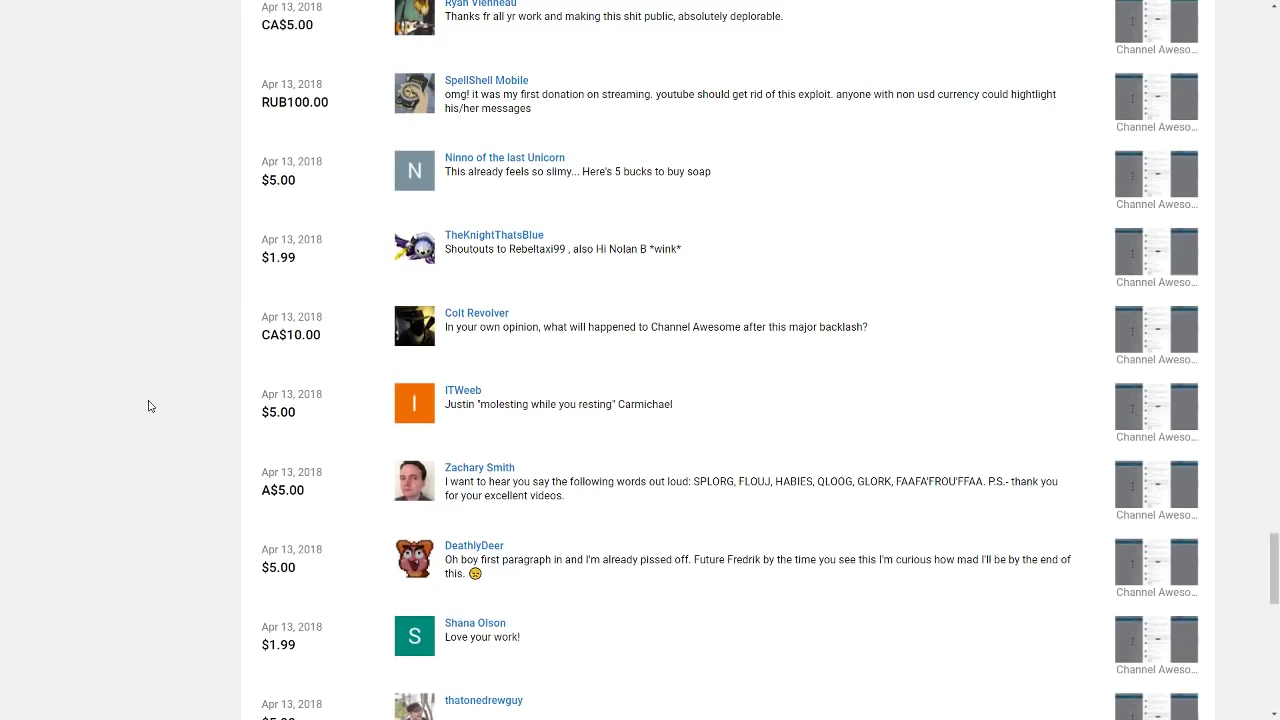 Apr 13, 2018
CA$5.00
Ryan Vienneau
Thanks fr all yr work and making this shit public, absolutely deplorable.
Channel Aweso...
Apr 13, 2018
RUB100.00
SpellShell Mobile
omg! it was my first donation on streaming. youtube should get rid of this exploit. anyone with non usd currency could hightlight
his/her messages
Channel Aweso...
Apr 13, 2018
$5.00
N
Ninno of the last Unicorn
This already feels so slimy... Here's 5 bucks to buy soap
Channel Aweso...
Apr 13, 2018
$1.99
TheKnightThatsBlue
Shoutouts to Rebeltaxi99 , also Hi Nolan B *wink*
Channel Aweso...
Apr 13, 2018
CA$10.00
Colt Revolver
In your own opinion, what will happened to Channel Awesome after this major backlash?
Channel Aweso...
Apr 13, 2018
$5.00
I
ITWeeb
Justin "molesting while you resting" Carmichael
Channel Aweso...
Apr 13, 2018
A$5.00
Zachary Smith
I want to hear you say the following words out loud: SPLORG, FLOUJ, HABIES, QLOOG, GLORK, FAAFA'FROU'FFAA. P.S.- thank you
for your excellent videos.
Channel Aweso...
Apr 13, 2018
$5.00
DeathlyDeer
Oh boy first paragraph in and I'm already pissed off. Future Fredrik by the time you see this I'm curious how mad I'll be by the end of
this. 😣
Channel Aweso...
Apr 13, 2018
$1.99
S
Shana Olson
Love your work!
Channel Aweso...
Apr 13, 2018
$5.00
thatonedrewguy